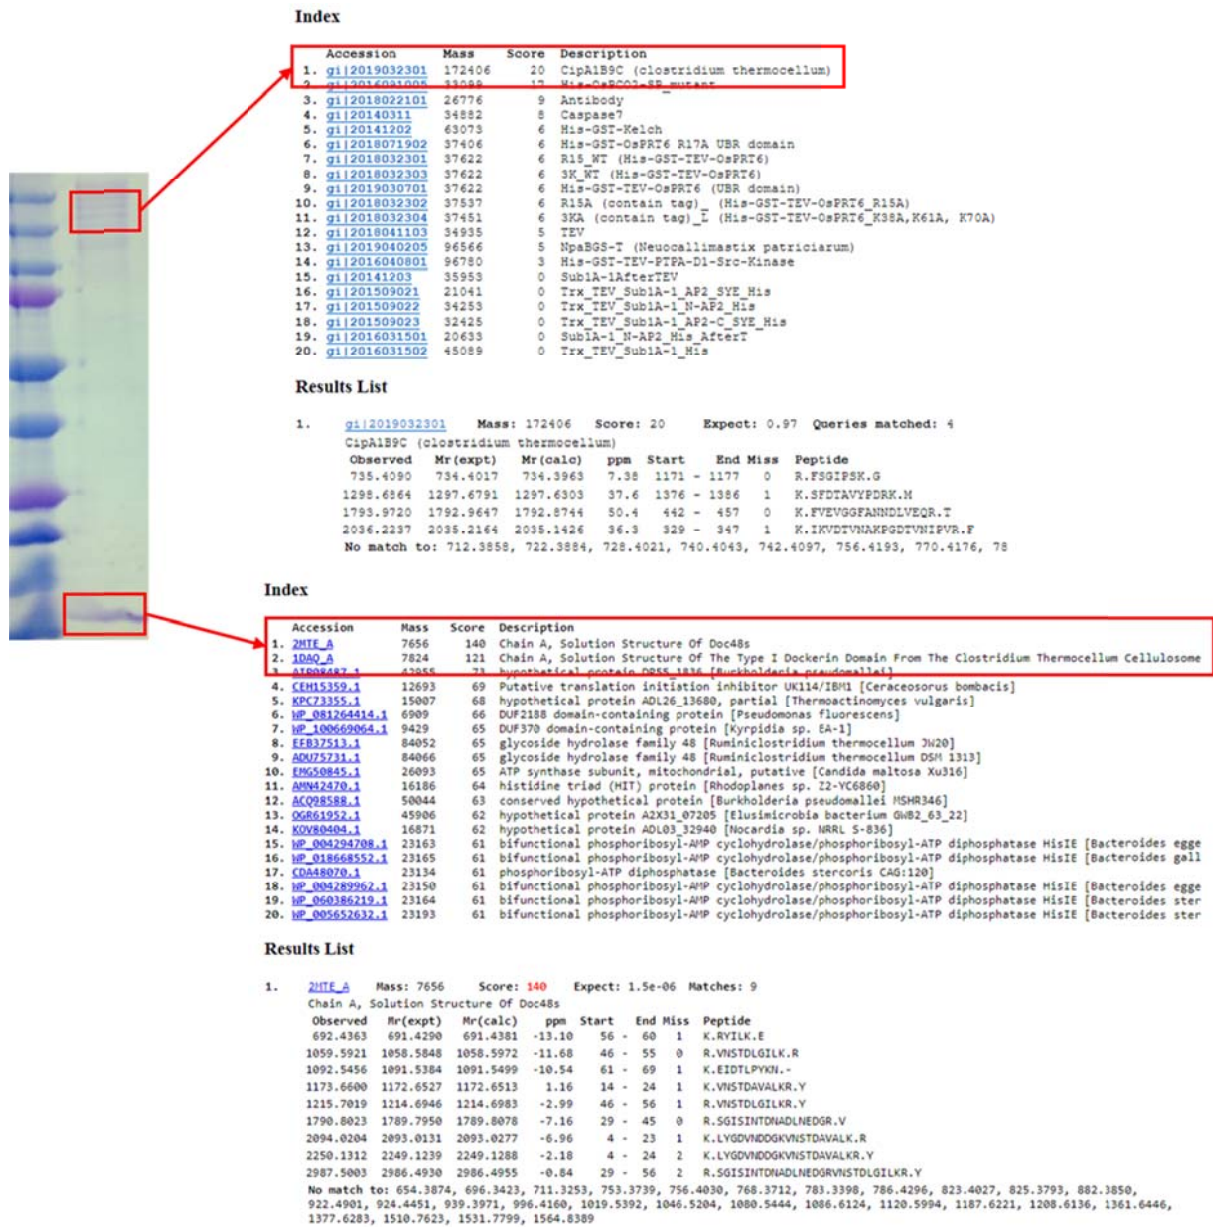 Index
Accession Mass Score Description
1. gi|2019032301 172406 20 CipA1B9C (clostridium thermocellum)
2. gi|2016091005 33099 17 His-OsPCO2-SP_mutant
3. gi|2018022101 26776 9 Antibody
4. gi|20140311 34882 8 Caspase7
5. gi|20141202 63073 6 His-GST-Kelch
6. gi|2018071902 37406 6 His-GST-OsPRT6 R17A UBR domain
7. gi|2018032301 37622 6 R15_WT (His-GST-TEV-OsPRT6)
8. gi|2018032303 37622 6 3K_WT (His-GST-TEV-OsPRT6)
9. gi|2019030701 37622 6 His-GST-TEV-OsPRT6 (UBR domain)
10. gi|2018032302 37537 6 R15A (contain tag)_ (His-GST-TEV-OsPRT6_R15A)
11. gi|2018032304 37451 6 3KA (contain tag)_L (His-GST-TEV-OsPRT6_K38A,K61A, K70A)
12. gi|2018041103 34935 5 TEV
13. gi|2019040205 96566 5 NpaBGS-T (Neuocallimastix patriciarum)
14. gi|2016040801 96780 3 His-GST-TEV-PTPA-D1-Src-Kinase
15. gi|20141203 35953 0 Sub1A-1AfterTEV
16. gi|201509021 21041 0 Trx_TEV_Sub1A-1_AP2_SYE_His
17. gi|201509022 34253 0 Trx_TEV_Sub1A-1_N-AP2_His
18. gi|201509023 32425 0 Trx_TEV_Sub1A-1_AP2-C_SYE_His
19. gi|2016031501 20633 0 Sub1A-1_N-AP2_His_AfterT
20. gi|2016031502 45089 0 Trx_TEV_Sub1A-1_His
Results List
1. gi|2019032301 Mass: 172406 Score: 20 Expect: 0.97 Queries matched: 4
CipA1B9C (clostridium thermocellum)
Observed Mr(expt) Mr(calc) ppm Start End Miss Peptide
735.4090 734.4017 734.3963 7.38 1171 - 1177 0 R.FSGIPSK.G
1298.6864 1297.6791 1297.6303 37.6 1376 - 1386 1 K.SFDTAVYPDRK.M
1793.9720 1792.9647 1792.8744 50.4 442 - 457 0 K.FVEVGGFANNDLVEQR.T
2036.2237 2035.2164 2035.1426 36.3 329 - 347 1 K.IKVDTVNAKPGDTVNIPVR.F
No match to: 712.3858, 722.3884, 728.4021, 740.4043, 742.4097, 756.4193, 770.4176, 78
Index
Accession Mass Score Description
1. 2MTE_A 7656 140 Chain A, Solution Structure Of Doc48s
2. 1DAQ_A 7824 121 Chain A, Solution Structure Of The Type I Dockerin Domain From The Clostridium Thermocellum Cellulosome
3. AIP08487.1 42955 73 hypothetical protein DP55_1836 [Burkholderia pseudomallei]
4. CEH15359.1 12693 69 Putative translation initiation inhibitor UK114/IBM1 [Ceraceosorus bombacis]
5. KPC73355.1 15007 68 hypothetical protein ADL26_13680, partial [Thermoactinomyces vulgaris]
6. WP_081264414.1 6909 66 DUF2188 domain-containing protein [Pseudomonas fluorescens]
7. WP_100669064.1 9429 65 DUF370 domain-containing protein [Kyrpidia sp. EA-1]
8. EFB37513.1 84052 65 glycoside hydrolase family 48 [Ruminiclostridium thermocellum JW20]
9. ADU75731.1 84066 65 glycoside hydrolase family 48 [Ruminiclostridium thermocellum DSM 1313]
10. EMG50845.1 26093 65 ATP synthase subunit, mitochondrial, putative [Candida maltosa Xu316]
11. AMN42470.1 16186 64 histidine triad (HIT) protein [Rhodoplanes sp. Z2-YC6860]
12. ACQ98588.1 50044 63 conserved hypothetical protein [Burkholderia pseudomallei MSHR346]
13. OGR61952.1 45906 62 hypothetical protein A2X31_07205 [Elusimicrobia bacterium GWB2_63_22]
14. KOV80404.1 16871 62 hypothetical protein ADL03_32940 [Nocardia sp. NRRL S-836]
15. WP_004294708.1 23163 61 bifunctional phosphoribosyl-AMP cyclohydrolase/phosphoribosyl-ATP diphosphatase HisIE [Bacteroides egge
16. WP_018668552.1 23165 61 bifunctional phosphoribosyl-AMP cyclohydrolase/phosphoribosyl-ATP diphosphatase HisIE [Bacteroides gall
17. CDA48070.1 23134 61 phosphoribosyl-ATP diphosphatase [Bacteroides stercoris CAG:120]
18. WP_004289962.1 23150 61 bifunctional phosphoribosyl-AMP cyclohydrolase/phosphoribosyl-ATP diphosphatase HisIE [Bacteroides egge
19. WP_060386219.1 23164 61 bifunctional phosphoribosyl-AMP cyclohydrolase/phosphoribosyl-ATP diphosphatase HisIE [Bacteroides ster
20. WP_005652632.1 23193 61 bifunctional phosphoribosyl-AMP cyclohydrolase/phosphoribosyl-ATP diphosphatase HisIE [Bacteroides ster
Results List
1. 2MTE_A Mass: 7656 Score: 140 Expect: 1.5e-06 Matches: 9
Chain A, Solution Structure Of Doc48s
Observed Mr(expt) Mr(calc) ppm Start End Miss Peptide
692.4363 691.4290 691.4381 -13.10 56 - 60 1 K.RYILK.E
1059.5921 1058.5848 1058.5972 -11.68 46 - 55 0 R.VNSTDLGILK.R
1092.5456 1091.5384 1091.5499 -10.54 61 - 69 1 K.EIDTLPYKN.-
1173.6600 1172.6527 1172.6513 1.16 14 - 24 1 K.VNSTDAVALKR.Y
1215.7019 1214.6946 1214.6983 -2.99 46 - 56 1 R.VNSTDLGILKR.Y
1790.8023 1789.7950 1789.8078 -7.16 29 - 45 0 R.SGISINTDNADLNEDGR.V
2094.0204 2093.0131 2093.0277 -6.96 4 - 23 1 K.LYGDVNDDGKVNSTDAVALK.R
2250.1312 2249.1239 2249.1288 -2.18 4 - 24 2 K.LYGDVNDDGKVNSTDAVALKR.Y
2987.5003 2986.4930 2986.4955 -0.84 29 - 56 2 R.SGISINTDNADLNEDGRVNSTDLGILKR.Y
No match to: 654.3874, 696.3423, 711.3253, 753.3739, 756.4030, 768.3712, 783.3398, 786.4296, 823.4027, 825.3793, 882.3850,
922.4901, 924.4451, 939.3971, 996.4160, 1019.5392, 1046.5204, 1080.5444, 1086.6124, 1120.5994, 1187.6221, 1208.6136, 1361.6446,
1377.6283, 1510.7623, 1531.7799, 1564.8389